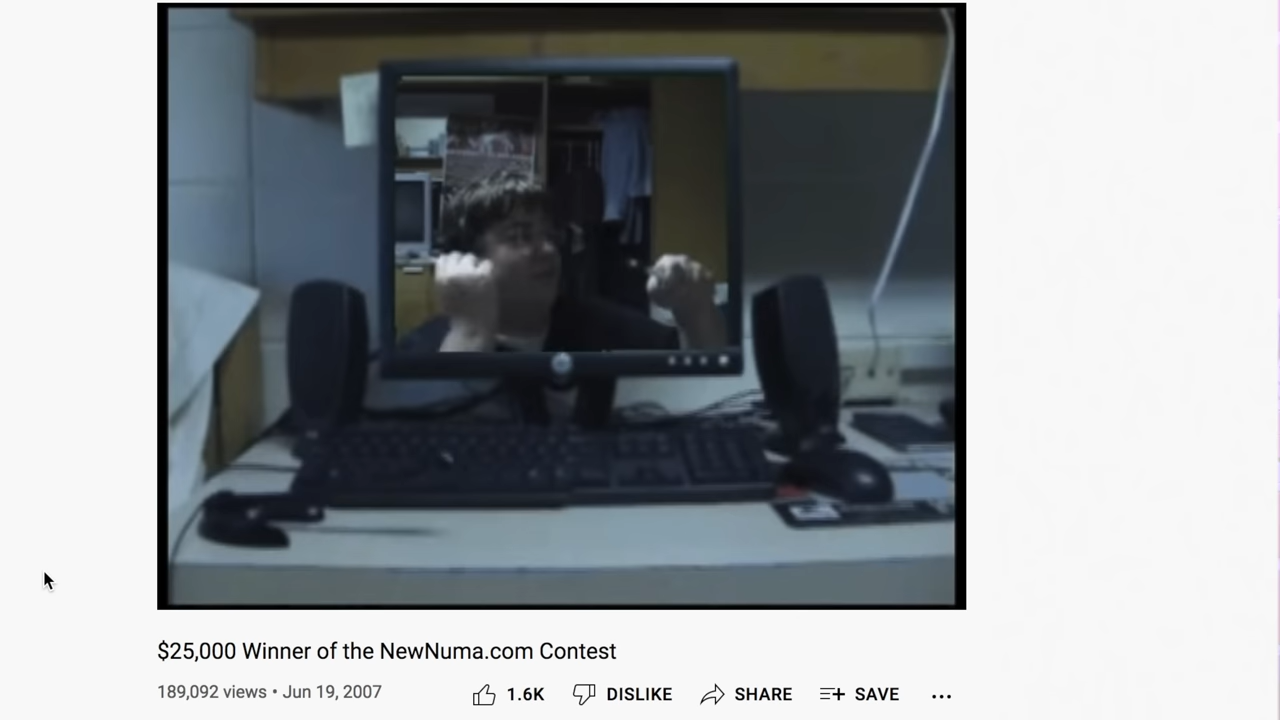 $25,000 Winner of the NewNuma.com Contest
189,092 views • Jun 19, 2007 1.6K DISLIKE SHARE SAVE